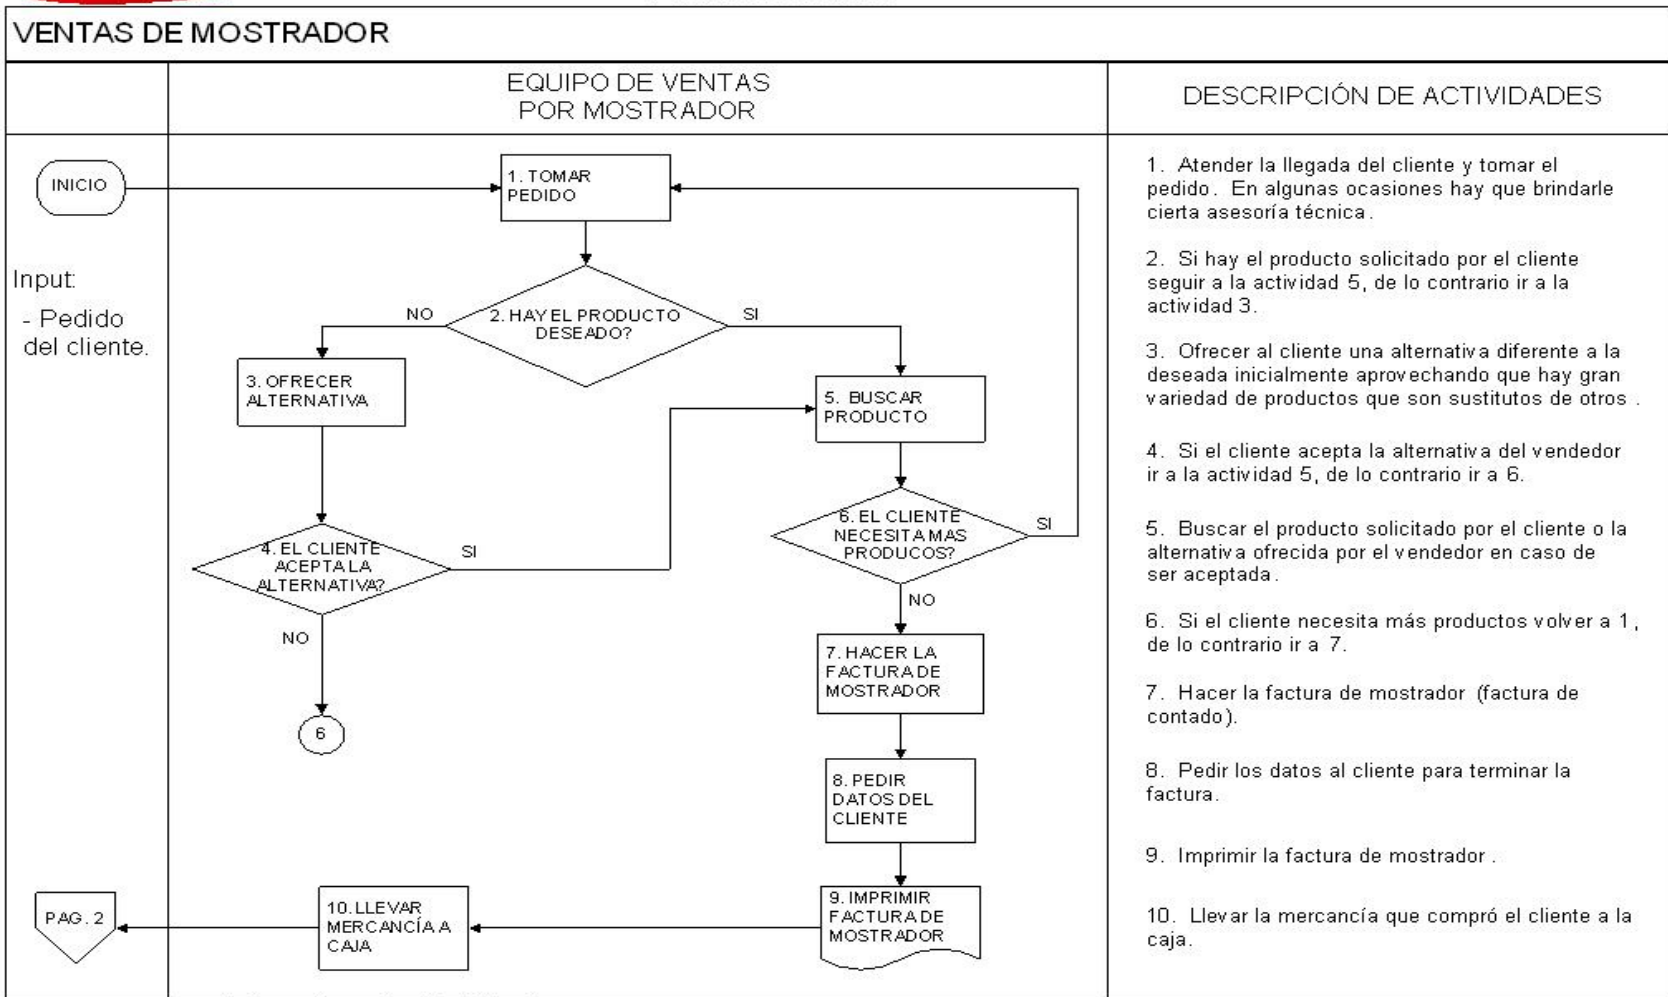 VENTAS DE MOSTRADOR
EQUIPO DE VENTAS
POR MOSTRADOR
DESCRIPCIÓN DE ACTIVIDADES
INICIO
Input:
- Pedido
del cliente.
1. TOMAR
PEDIDO
2. HAY EL PRODUCTO
DESEADO?
NO
SI
3. OFRECER
ALTERNATIVA
4. EL CLIENTE
ACEPTA LA
ALTERNATIVA?
SI
NO
6
5. BUSCAR
PRODUCTO
6. EL CLIENTE
NECESITA MAS
PRODUCOS?
SI
NO
7. HACER LA
FACTURA DE
MOSTRADOR
8. PEDIR
DATOS DEL
CLIENTE
9. IMPRIMIR
FACTURA DE
MOSTRADOR
10. LLEVAR
MERCANCÍA A
CAJA
PAG. 2
1. Atender la llegada del cliente y tomar el
pedido. En algunas ocasiones hay que brindarle
cierta asesoría técnica.
2. Si hay el producto solicitado por el cliente
seguir a la actividad 5, de lo contrario ir a la
actividad 3.
3. Ofrecer al cliente una alternativa diferente a la
deseada inicialmente aprovechando que hay gran
variedad de productos que son sustitutos de otros .
4. Si el cliente acepta la alternativa del vendedor
ir a la actividad 5, de lo contrario ir a 6.
5. Buscar el producto solicitado por el cliente o la
alternativa ofrecida por el vendedor en caso de
ser aceptada.
6. Si el cliente necesita más productos volver a 1,
de lo contrario ir a 7.
7. Hacer la factura de mostrador (factura de
contado).
8. Pedir los datos al cliente para terminar la
factura.
9. Imprimir la factura de mostrador .
10. Llevar la mercancía que compró el cliente a la
caja.